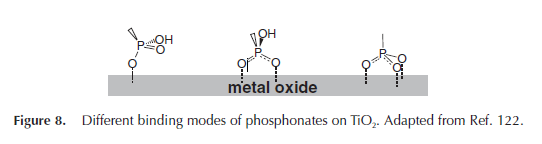 OH
P
O
O
OH
P
O
O
P
O
O
O
metal oxide
Figure 8. Different binding modes of phosphonates on TiO₂. Adapted from Ref. 122.